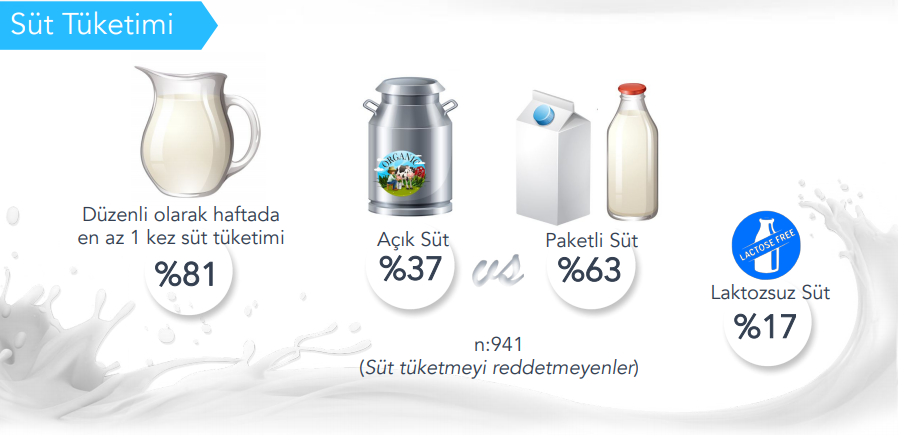 Süt Tüketimi
ORGANIC
Düzenli olarak haftada
en az 1 kez süt tüketimi
%81
Açık Süt
%37
vs
Paketli Süt
%63
LACTOSE FREE
Laktozsuz Süt
%17
n:941
(Süt tüketmeyi reddetmeyenler)